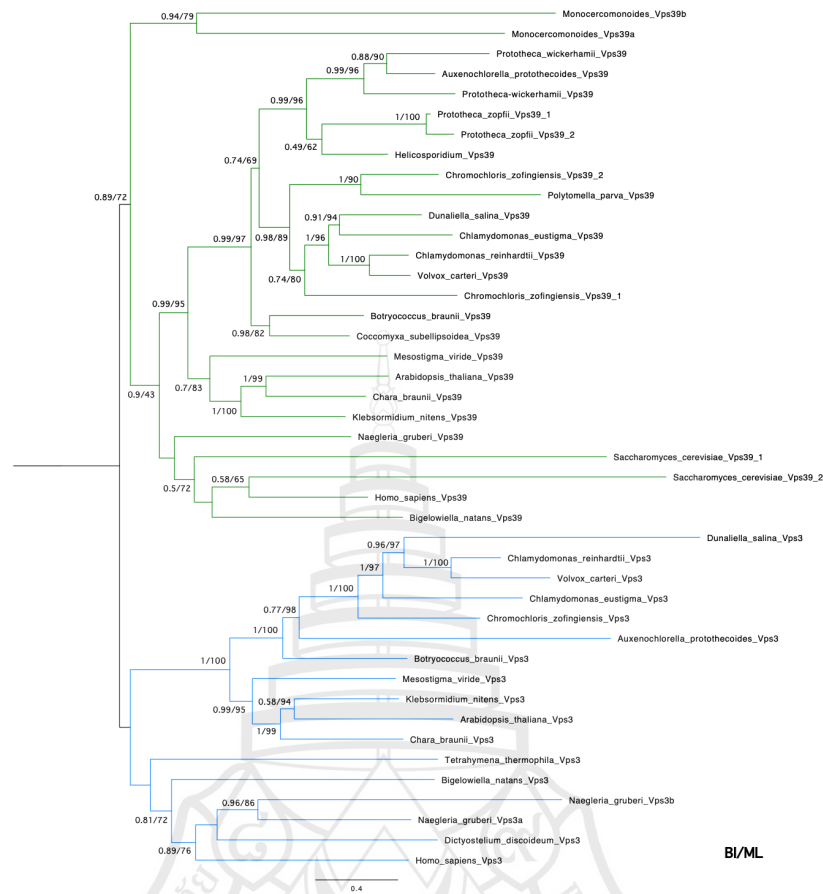 0.94/79
Monocercomonoides_Vps39b
Monocercomonoides_Vps39a
0.88/90
Prototheca_wickerhamii_Vps39
0.99/96
Auxenochlorella_protothecoides_Vps39
Prototheca-wickerhamii_Vps39
0.99/96
Prototheca_zopfii_Vps39_1
1/100
Prototheca_zopfii_Vps39_2
0.49/62
Helicosporidium_Vps39
0.74/69
Chromochloris_zofingiensis_Vps39_2
1/90
Polytomella_parva_Vps39
0.89/72
0.91/94
Dunaliella_salina_Vps39
Chlamydomonas_eustigma_Vps39
0.99/97
0.98/89
1/96
Chlamydomonas_reinhardtii_Vps39
1/100
Volvox_carteri_Vps39
0.74/80
Chromochloris_zofingiensis_Vps39_1
0.99/95
Botryococcus_braunii_Vps39
0.98/82
Coccomyxa_subellipsoidea_Vps39
Mesostigma_viride_Vps39
0.7/83
1/99
Arabidopsis_thaliana_Vps39
0.9/43
Chara_braunii_Vps39
1/100
Klebsormidium_nitens_Vps39
Naegleria_gruberi_Vps39
Saccharomyces_cerevisiae_Vps39_1
0.58/65
Saccharomyces_cerevisiae_Vps39_2
0.5/72
Homo_sapiens_Vps39
Bigelowiella_natans_Vps39
Dunaliella_salina_Vps3
0.96/97
Chlamydomonas_reinhardtii_Vps3
1/97
1/100
Volvox_carteri_Vps3
1/100
Chlamydomonas_eustigma_Vps3
0.77/98
Chromochloris_zofingiensis_Vps3
1/100
Auxenochlorella_protothecoides_Vps3
Botryococcus_braunii_Vps3
1/100
Mesostigma_viride_Vps3
0.99/95
0.58/94
Klebsormidium_nitens_Vps3
Arabidopsis_thaliana_Vps3
1/99
Chara_braunii_Vps3
Tetrahymena_thermophila_Vps3
Bigelowiella_natans_Vps3
0.96/86
Naegleria_gruberi_Vps3b
0.81/72
Naegleria_gruberi_Vps3a
Dictyostelium_discoideum_Vps3
0.89/76
Homo_sapiens_Vps3
BI/ML
0.4